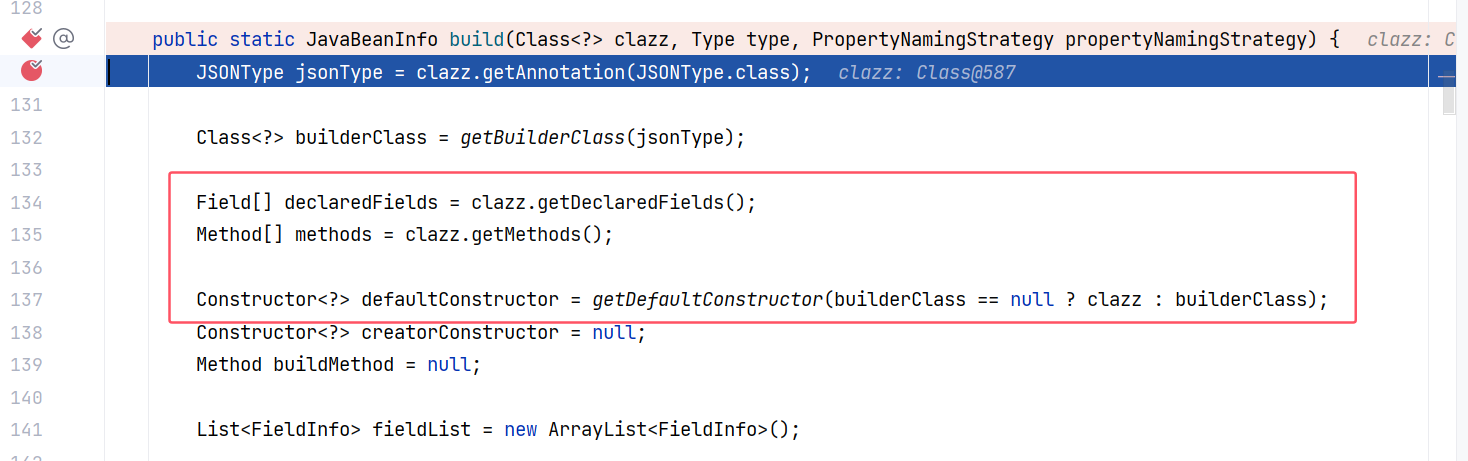 128
public static JavaBeanInfo build(Class<?> clazz, Type type, PropertyNamingStrategy propertyNamingStrategy) { clazz: C
JSONType jsonType = clazz.getAnnotation(JSONType.class); clazz: Class@587
131
132 Class<?> builderClass = getBuilderClass(jsonType);
133
134 Field[] declaredFields = clazz.getDeclaredFields();
135 Method[] methods = clazz.getMethods();
136
137 Constructor<?> defaultConstructor = getDefaultConstructor(builderClass == null ? clazz : builderClass);
138 Constructor<?> creatorConstructor = null;
139 Method buildMethod = null;
140
141 List<FieldInfo> fieldList = new ArrayList<FieldInfo>();